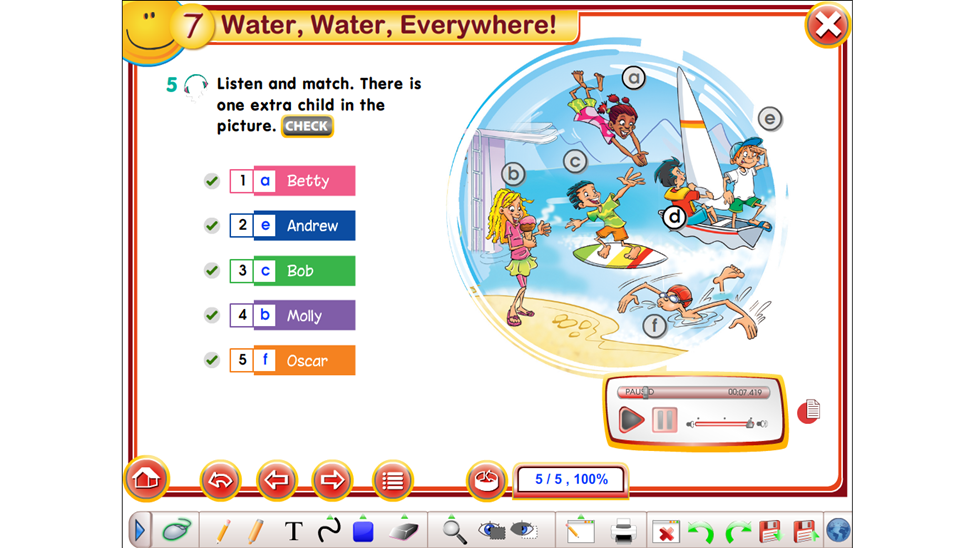 7 Water, Water, Everywhere!
5 Listen and match. There is
one extra child in the
picture. CHECK
1 a Betty
2 e Andrew
3 c Bob
4 b Molly
5 f Oscar
a
e
c
b
d
f
PAUSED 00:07.419
5 / 5 , 100%
T